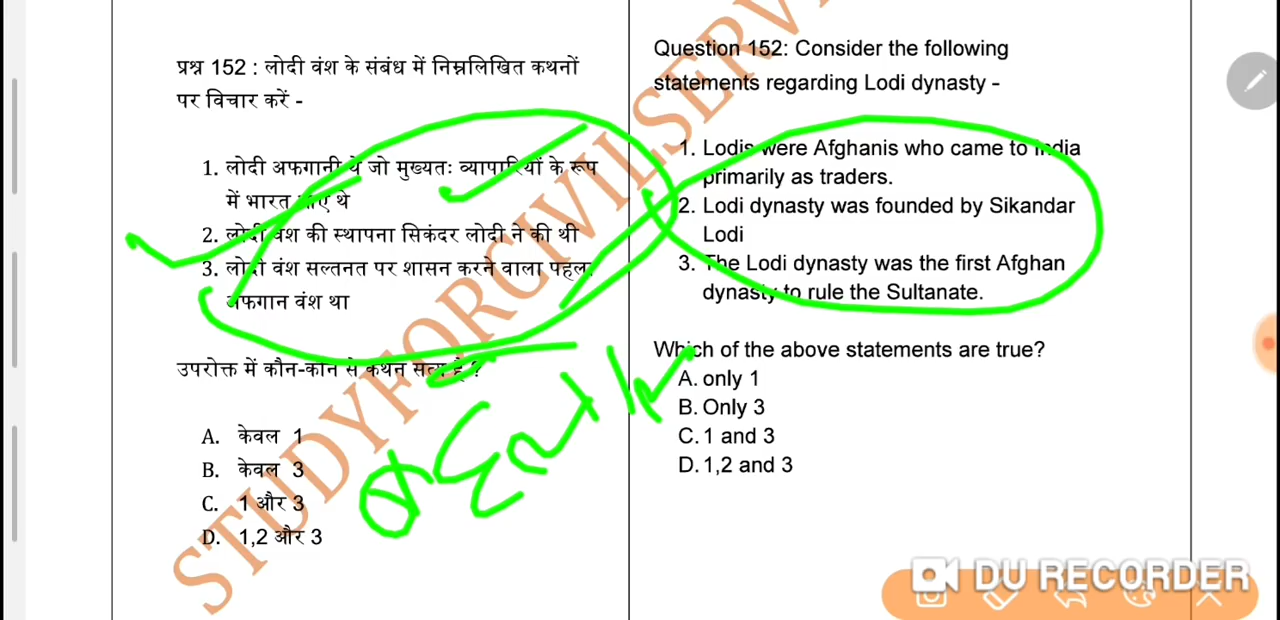 प्रश्न 152 : लोदी वंश के संबंध में निम्नलिखित कथनों
पर विचार करें -
1. लोदी अफगानी थे जो मुख्यतः व्यापारियों के रूप
में भारत आए थे
2. लोदी वंश की स्थापना सिकंदर लोदी ने की थी
3. लोदी वंश सल्तनत पर शासन करने वाला पहला
अफगान वंश था
उपरोक्त में कौन-कौन से कथन सत्य है ?
A. केवल 1
B. केवल 3
C. 1 और 3
D. 1,2 और 3
Question 152: Consider the following
statements regarding Lodi dynasty -
1. Lodis were Afghanis who came to India
primarily as traders.
2. Lodi dynasty was founded by Sikandar
Lodi
3. The Lodi dynasty was the first Afghan
dynasty to rule the Sultanate.
Which of the above statements are true?
A. only 1
B. Only 3
C. 1 and 3
D. 1,2 and 3
STUDYFORCIVILSERVI
DU RECORDER